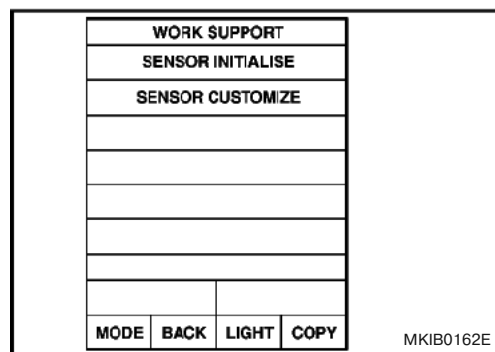 WORK SUPPORT
SENSOR INITIALISE
SENSOR CUSTOMIZE
MODE BACK LIGHT COPY
MKIB0162E